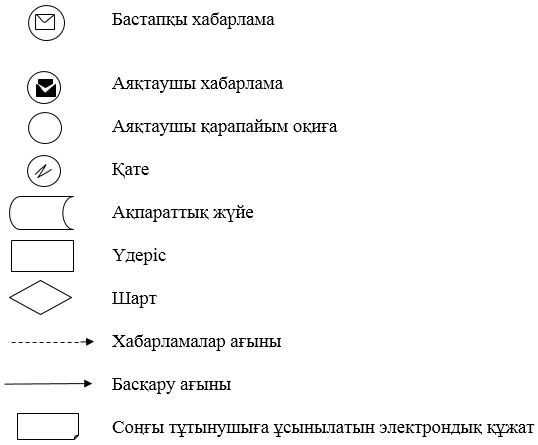 Бастапқы хабарлама
Аяқтаушы хабарлама
Аяқтаушы қарапайым оқиға
Қате
Ақпараттық жүйе
Үдеріс
Шарт
Хабарламалар ағыны
Басқару ағыны
Соңғы тұтынушыға ұсынылатын электрондық құжат